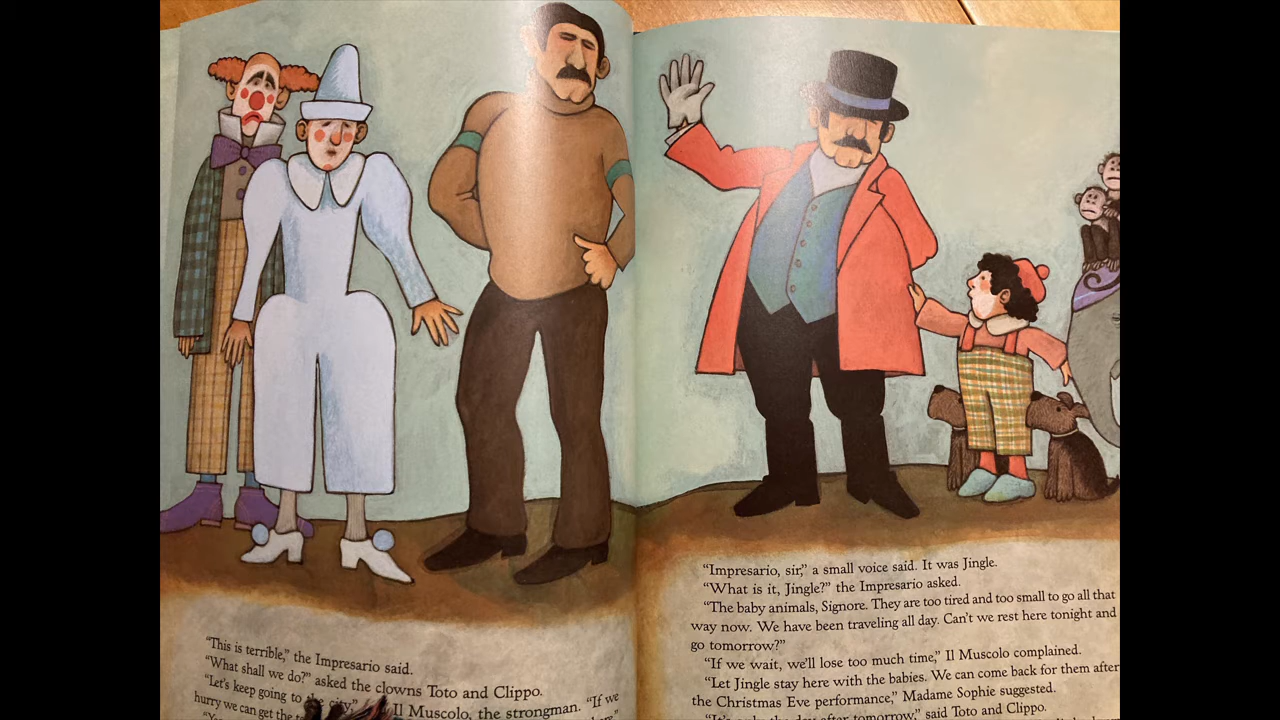 “This is terrible,” the Impresario said.
“What shall we do?” asked the clowns Toto and Clippo.
“Let’s keep going to the city,” Il Muscolo, the strongman. “If we
hurry we can get the
“Impresario, sir,” a small voice said. It was Jingle.
“What is it, Jingle?” the Impresario asked.
“The baby animals, Signore. They are too tired and too small to go all that
way now. We have been traveling all day. Can’t we rest here tonight and
go tomorrow?”
“If we wait, we’ll lose too much time,” Il Muscolo complained.
“Let Jingle stay here with the babies. We can come back for them after
the Christmas Eve performance,” Madame Sophie suggested.
“It’s only the day after tomorrow,” said Toto and Clippo.